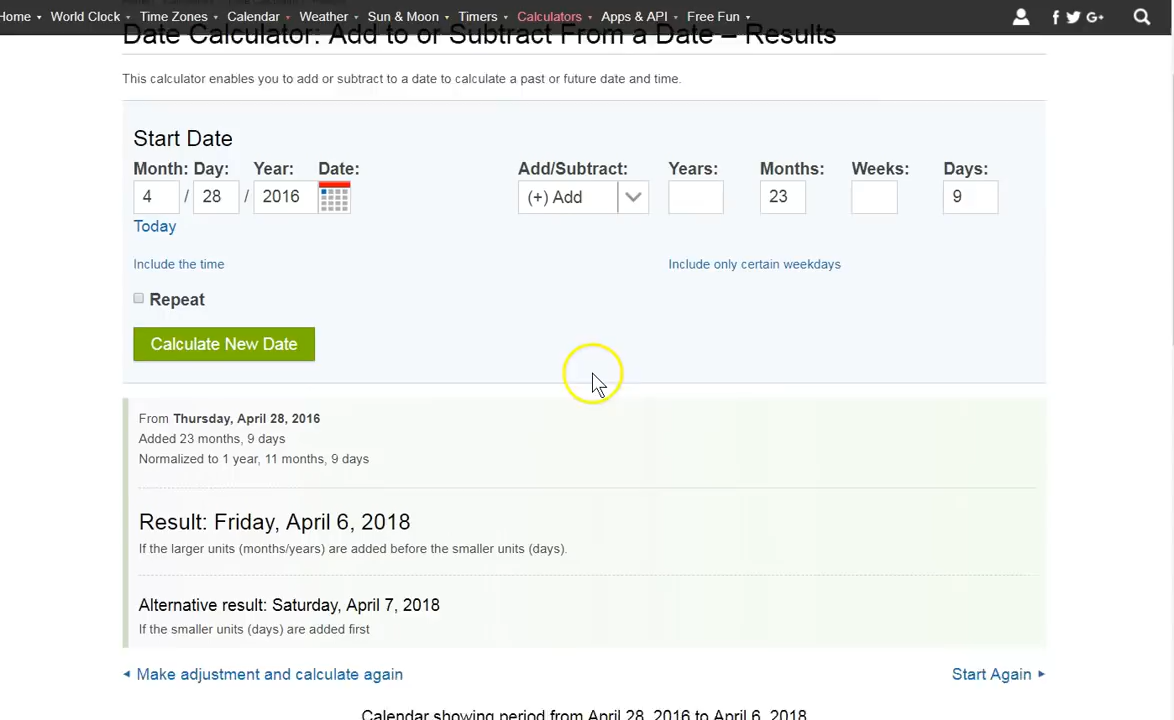 Home World Clock Time Zones Calendar Weather Sun & Moon Timers Calculators Apps & API Free Fun
Date Calculator: Add to or Subtract From a Date – Results
This calculator enables you to add or subtract to a date to calculate a past or future date and time.
Start Date
Month: Day: Year: Date: Add/Subtract: Years: Months: Weeks: Days:
4 / 28 / 2016 (+) Add 23 9
Today
Include the time Include only certain weekdays
Repeat
Calculate New Date
From Thursday, April 28, 2016
Added 23 months, 9 days
Normalized to 1 year, 11 months, 9 days
Result: Friday, April 6, 2018
If the larger units (months/years) are added before the smaller units (days).
Alternative result: Saturday, April 7, 2018
If the smaller units (days) are added first
Make adjustment and calculate again Start Again
Calendar showing period from April 28, 2016 to April 6, 2018